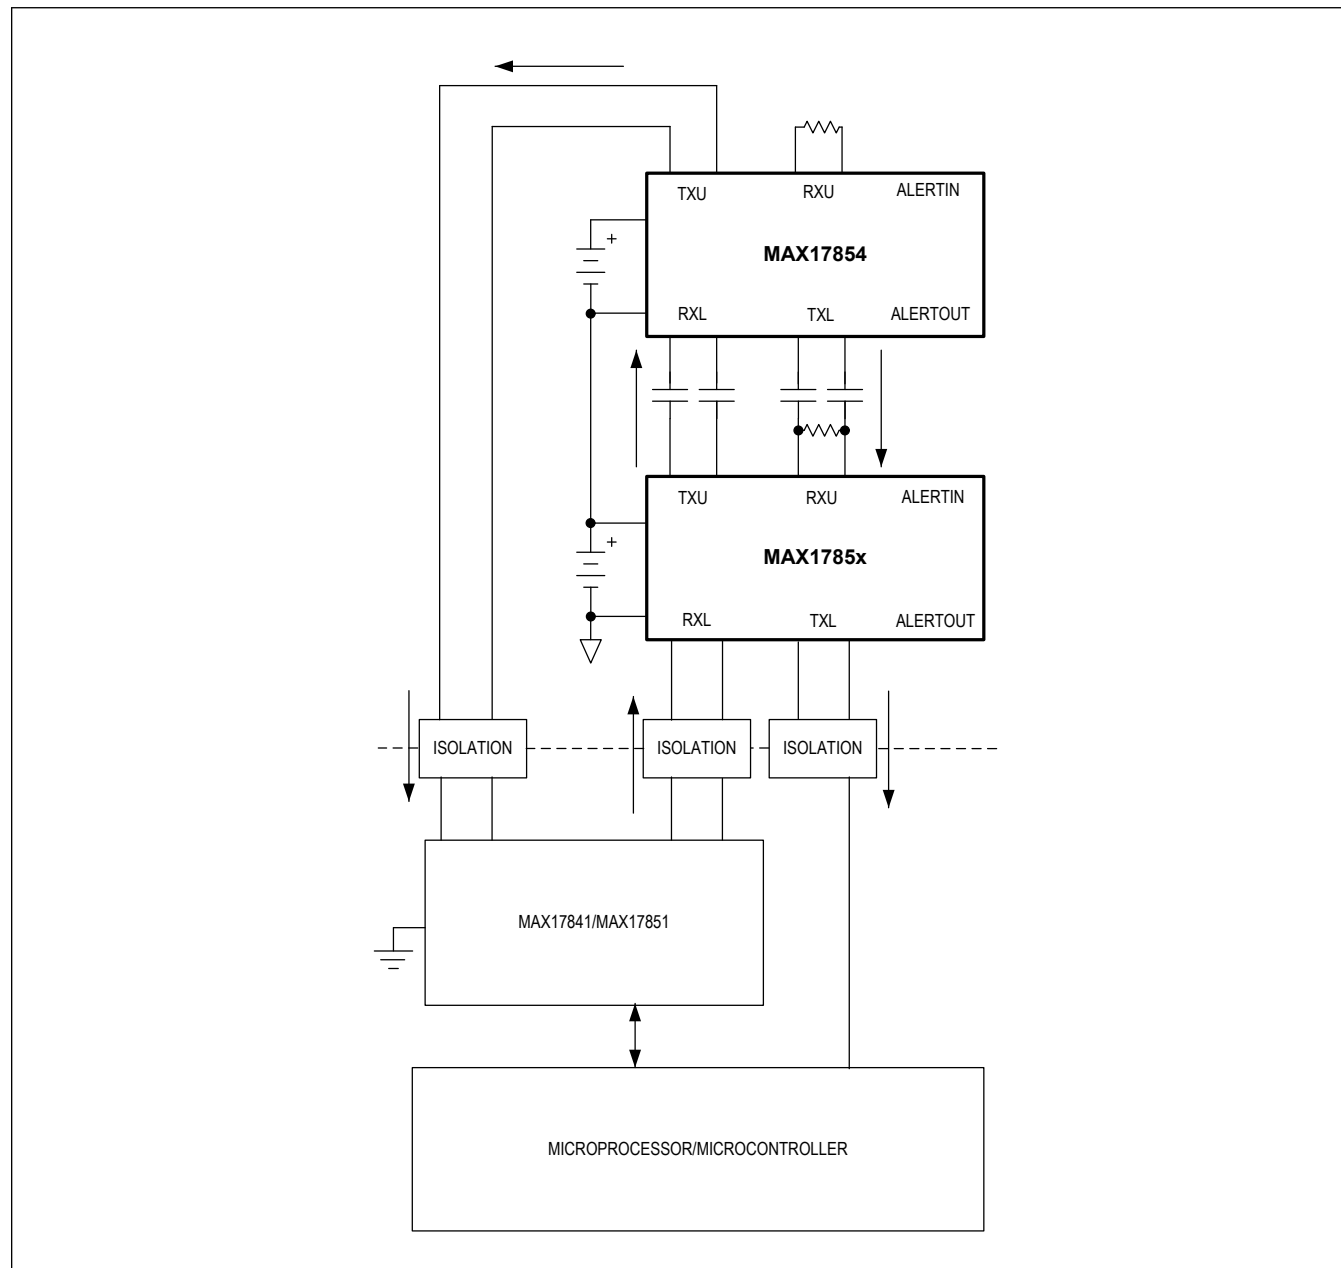 TXU RXU ALERTIN
+
MAX17854
RXL TXL ALERTOUT
TXU RXU ALERTIN
+
MAX1785x
RXL TXL ALERTOUT
ISOLATION ISOLATION ISOLATION
MAX17841/MAX17851
MICROPROCESSOR/MICROCONTROLLER